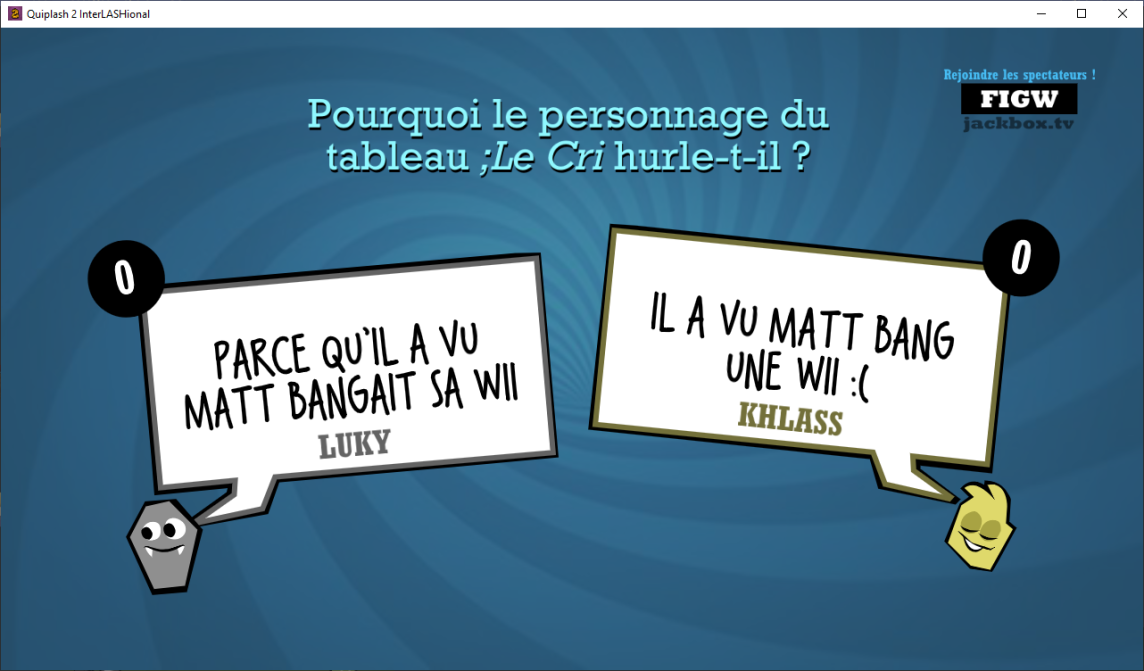 Quiplash 2 InterLASHional
Rejoindre les spectateurs !
FIGW
jackbox.tv
Pourquoi le personnage du
tableau ;Le Cri hurle-t-il ?
0
PARCE QU'IL A VU
MATT BANGAIT SA WII
LUKY
0
IL A VU MATT BANG
UNE WII :(
KHLASS